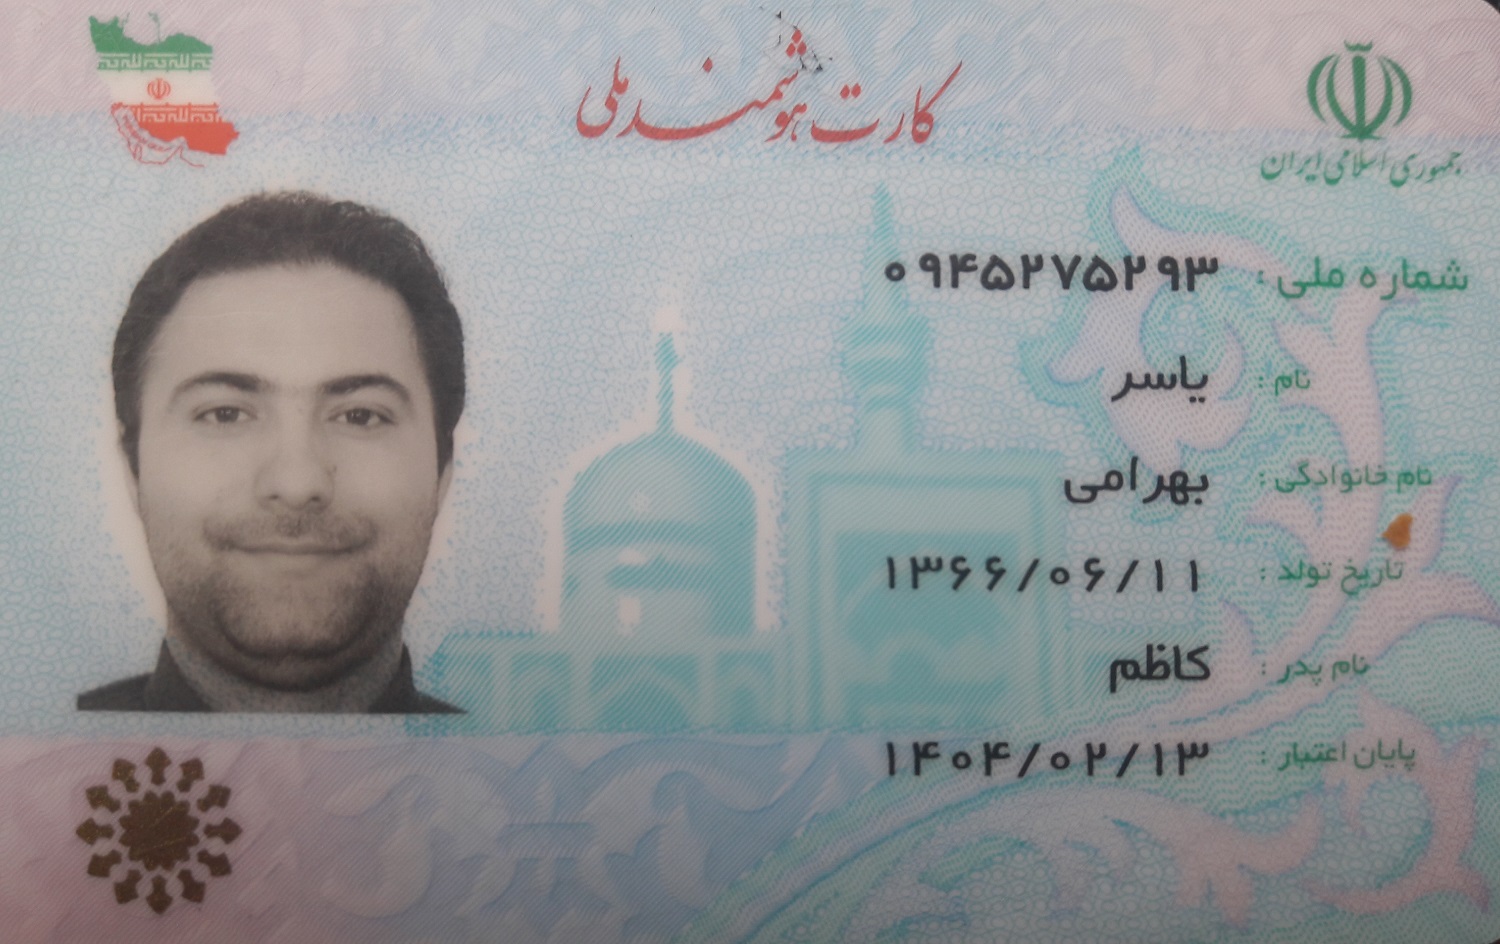 کارت هوشمند ملی
جمهوری اسلامی ایران
شماره ملی : ۰۹۴۵۲۷۵۲۹۳
نام : یاسر
نام خانوادگی : بهرامی
تاریخ تولد : ۱۳۶۶/۰۶/۱۱
نام پدر : کاظم
پایان اعتبار : ۱۴۰۴/۰۲/۱۳